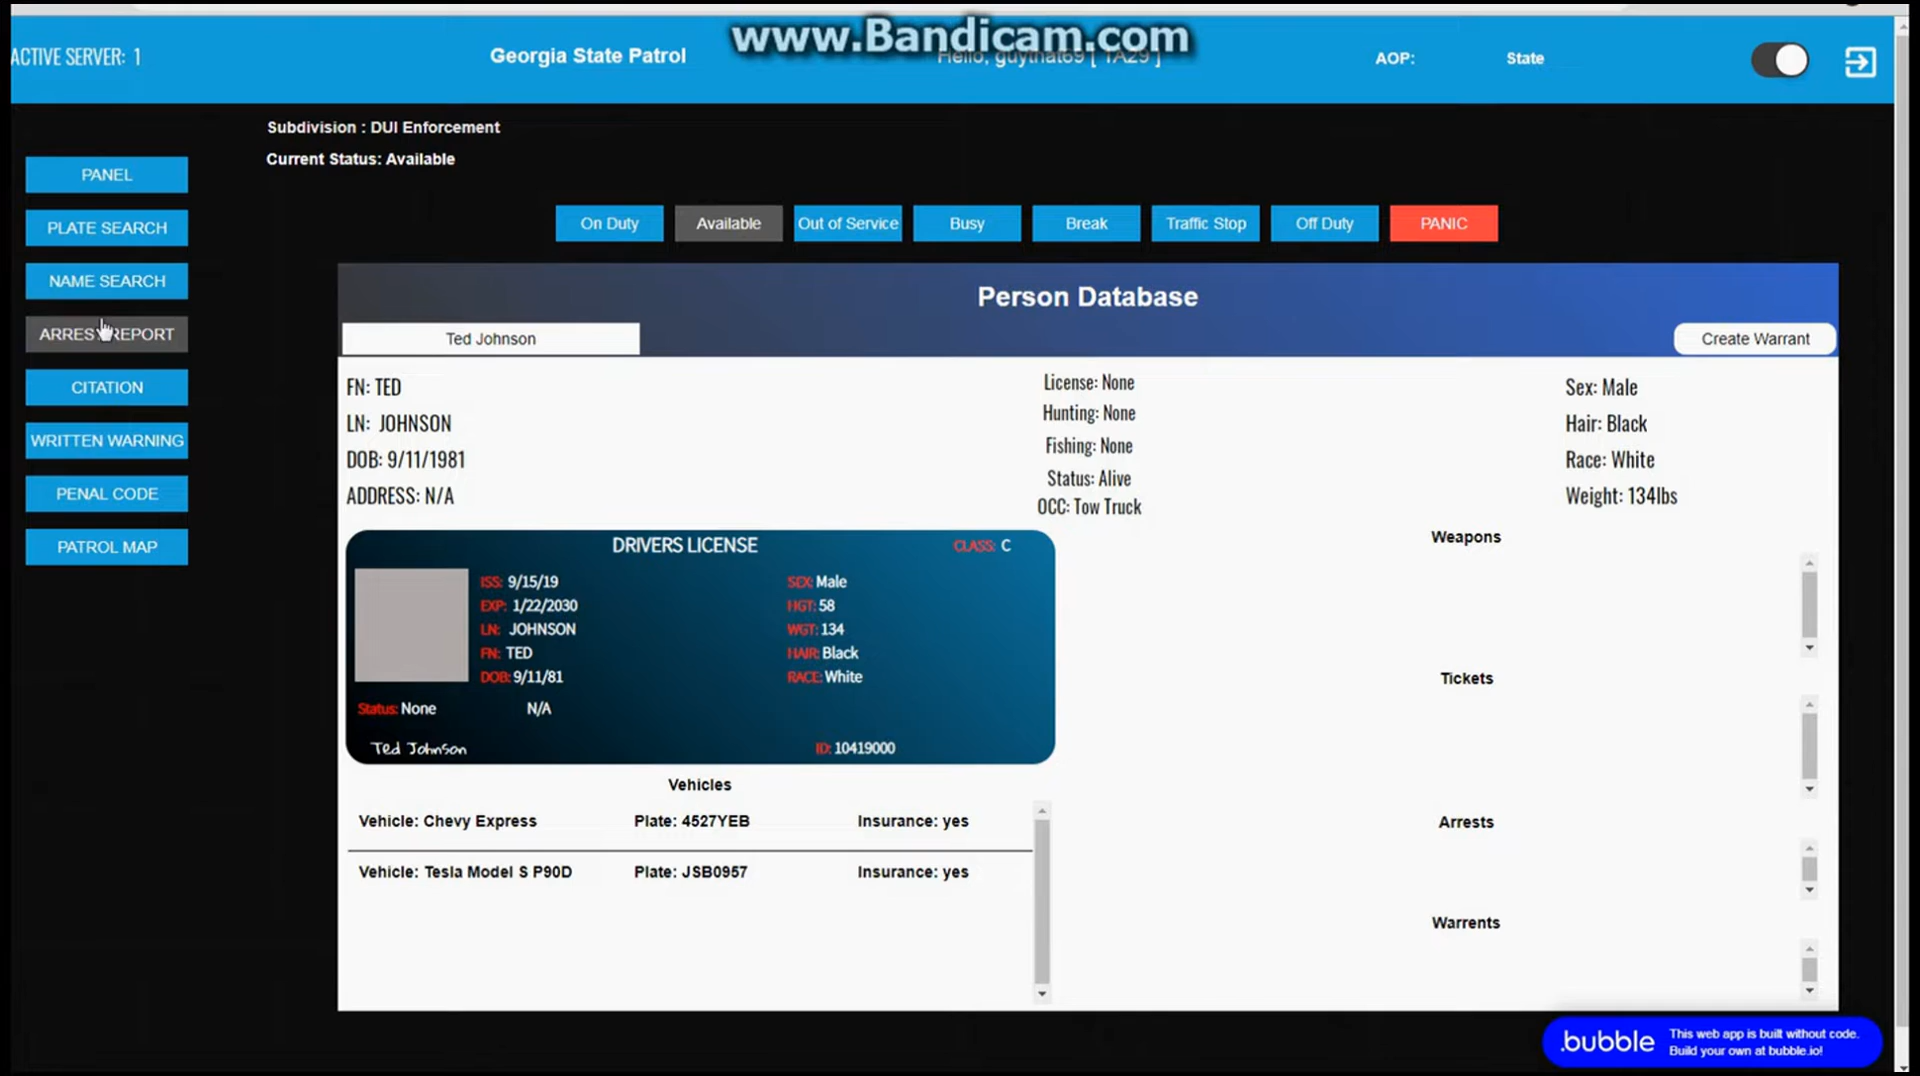 www.Bandicam.com
ACTIVE SERVER: 1
Georgia State Patrol
Hello, guythat69 [ 1A29 ]
AOP:
State
Subdivision : DUI Enforcement
Current Status: Available
PANEL
PLATE SEARCH
NAME SEARCH
ARREST REPORT
CITATION
WRITTEN WARNING
PENAL CODE
PATROL MAP
On Duty
Available
Out of Service
Busy
Break
Traffic Stop
Off Duty
PANIC
Person Database
Ted Johnson
Create Warrant
FN: TED
LN: JOHNSON
DOB: 9/11/1981
ADDRESS: N/A
License: None
Hunting: None
Fishing: None
Status: Alive
OCC: Tow Truck
Sex: Male
Hair: Black
Race: White
Weight: 134lbs
DRIVERS LICENSE
CLASS: C
ISS: 9/15/19
EXP: 1/22/2030
LN: JOHNSON
FN: TED
DOB: 9/11/81
SEX: Male
HGT: 58
WGT: 134
HAIR: Black
RACE: White
Status: None
N/A
Ted Johnson
ID: 10419000
Vehicles
Vehicle: Chevy Express Plate: 4527YEB Insurance: yes
Vehicle: Tesla Model S P90D Plate: JSB0957 Insurance: yes
Weapons
Tickets
Arrests
Warrents
.bubble
This web app is built without code.
Build your own at bubble.io!